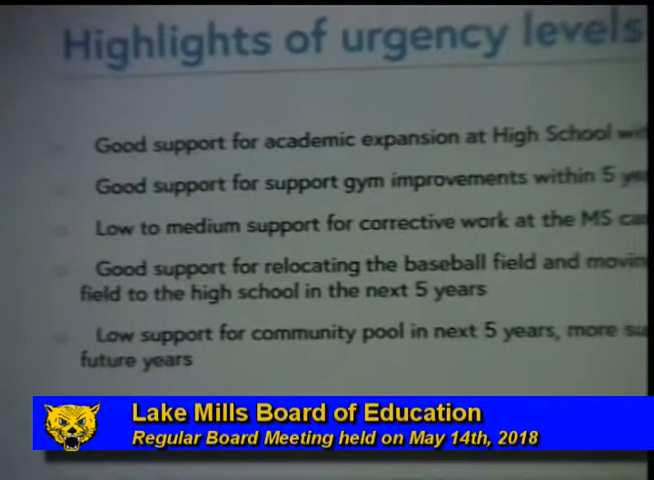 Highlights of urgency levels
Good support for academic expansion at High School
Good support for support gym improvements within 5
Low to medium support for corrective work at the MS
Good support for relocating the baseball field and
field to the high school in the next 5 years
Low support for community pool in next 5 years, more
future years
Lake Mills Board of Education
Regular Board Meeting held on May 14th, 2018